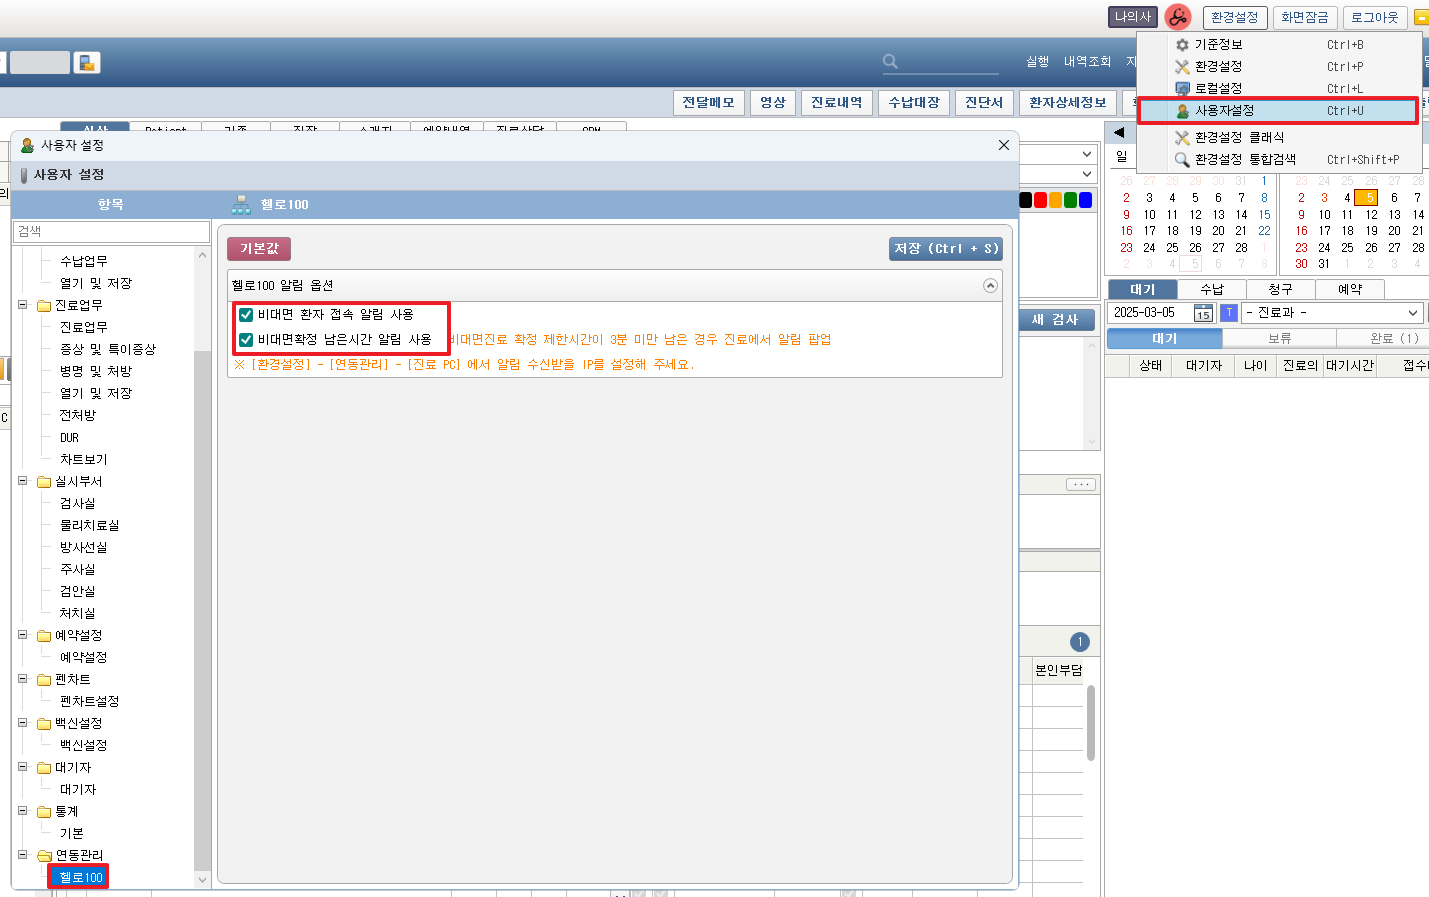 나의사
환경설정
화면잠금
로그아웃
기준정보 Ctrl+B
환경설정 Ctrl+P
로컬설정 Ctrl+L
사용자설정 Ctrl+U
환경설정 클래식
환경설정 통합검색 Ctrl+Shift+P
실행 내역조회
전달메모 영상 진료내역 수납대장 진단서 환자상세정보
사용자 설정
사용자 설정
항목
헬로100
검색
수납업무
열기 및 저장
진료업무
진료업무
증상 및 특이증상
병명 및 처방
열기 및 저장
전처방
DUR
차트보기
실시부서
검사실
물리치료실
방사선실
주사실
검안실
처치실
예약설정
예약설정
펜차트
펜차트설정
백신설정
백신설정
대기자
대기자
통계
기본
연동관리
헬로100
기본값
저장 (Ctrl + S)
헬로100 알람 옵션
비대면 환자 접속 알람 사용
비대면확정 남은시간 알람 사용 비대면진료 확정 제한시간이 3분 미만 남은 경우 진료에서 알림 팝업
※ [환경설정] - [연동관리] - [진료 PC] 에서 알림 수신받을 IP를 설정해 주세요.
일
26 27 28 29 30 31 1
2 3 4 5 6 7 8
9 10 11 12 13 14 15
16 17 18 19 20 21 22
23 24 25 26 27 28 1
2 3 4 5 6 7 8
23 24 25 26 27 28
2 3 4 5 6 7
9 10 11 12 13 14
16 17 18 19 20 21
23 24 25 26 27 28
30 31 1 2 3 4
대기 수납 청구 예약
2025-03-05 15 T - 진료과 -
대기 보류 완료 (1)
상태 대기자 나이 진료의 대기시간
새 검사
...
1
본인부담